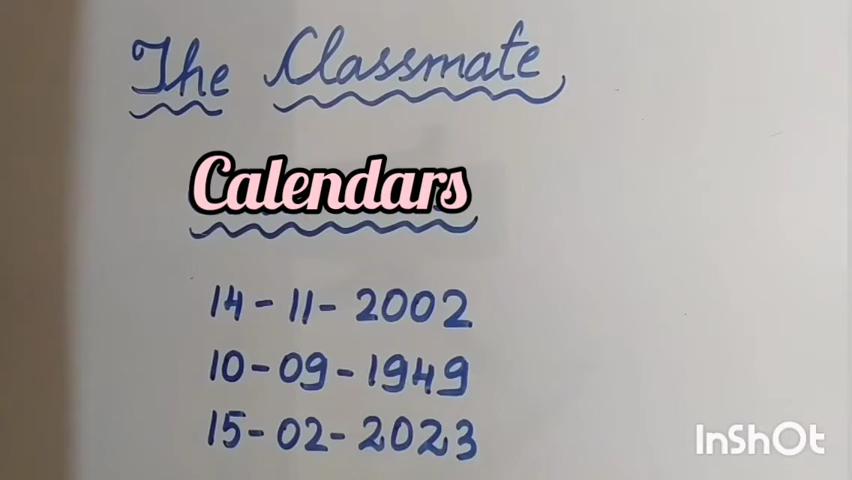 The Classmate
Calendars
14-11-2002
10-09-1949
15-02-2023
InShOt